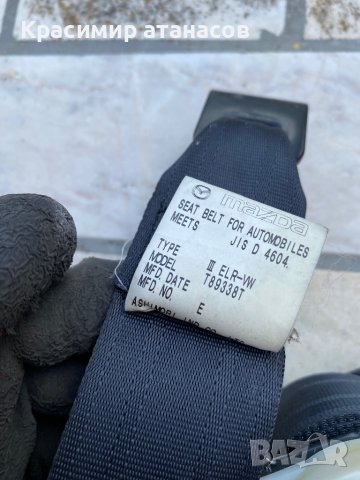 Красимир атанасов
mazda
SEAT BELT FOR AUTOMOBILES
MEETS JIS D 4604
TYPE III ELR-VW
MODEL T89338T
MFD. DATE
MFD. NO. E
BAZAR